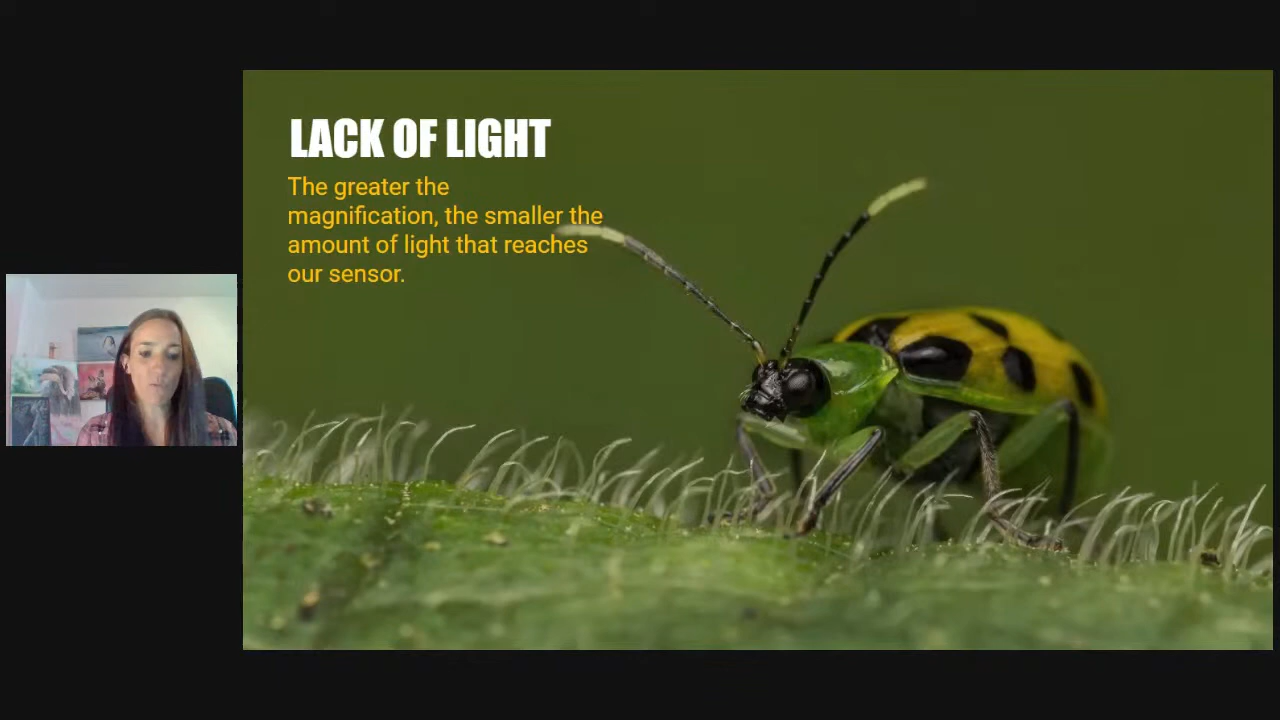 LACK OF LIGHT
The greater the
magnification, the smaller the
amount of light that reaches
our sensor.